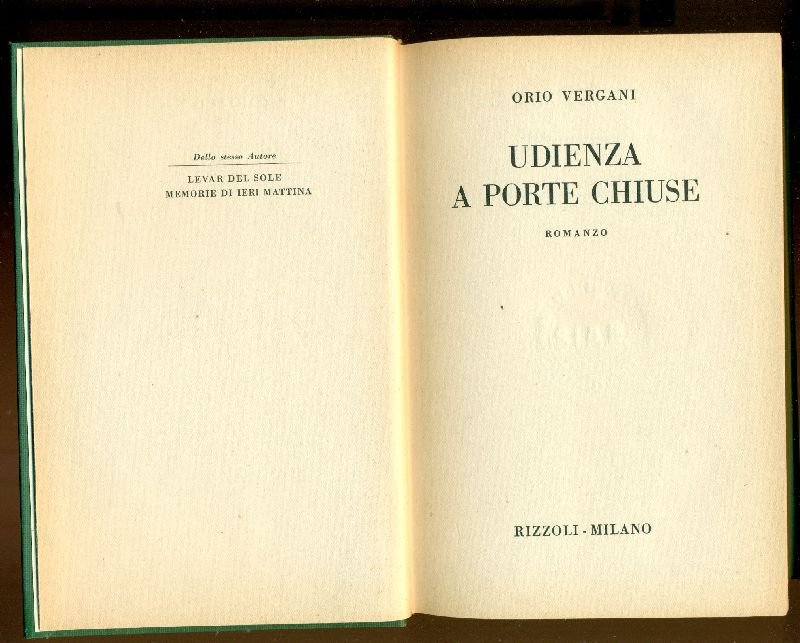 Dello stesso Autore
LEVAR DEL SOLE
MEMORIE DI IERI MATTINA
ORIO VERGANI
UDIENZA
A PORTE CHIUSE
ROMANZO
RIZZOLI - MILANO